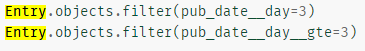 Entry.objects.filter(pub_date__day=3)
Entry.objects.filter(pub_date__day__gte=3)